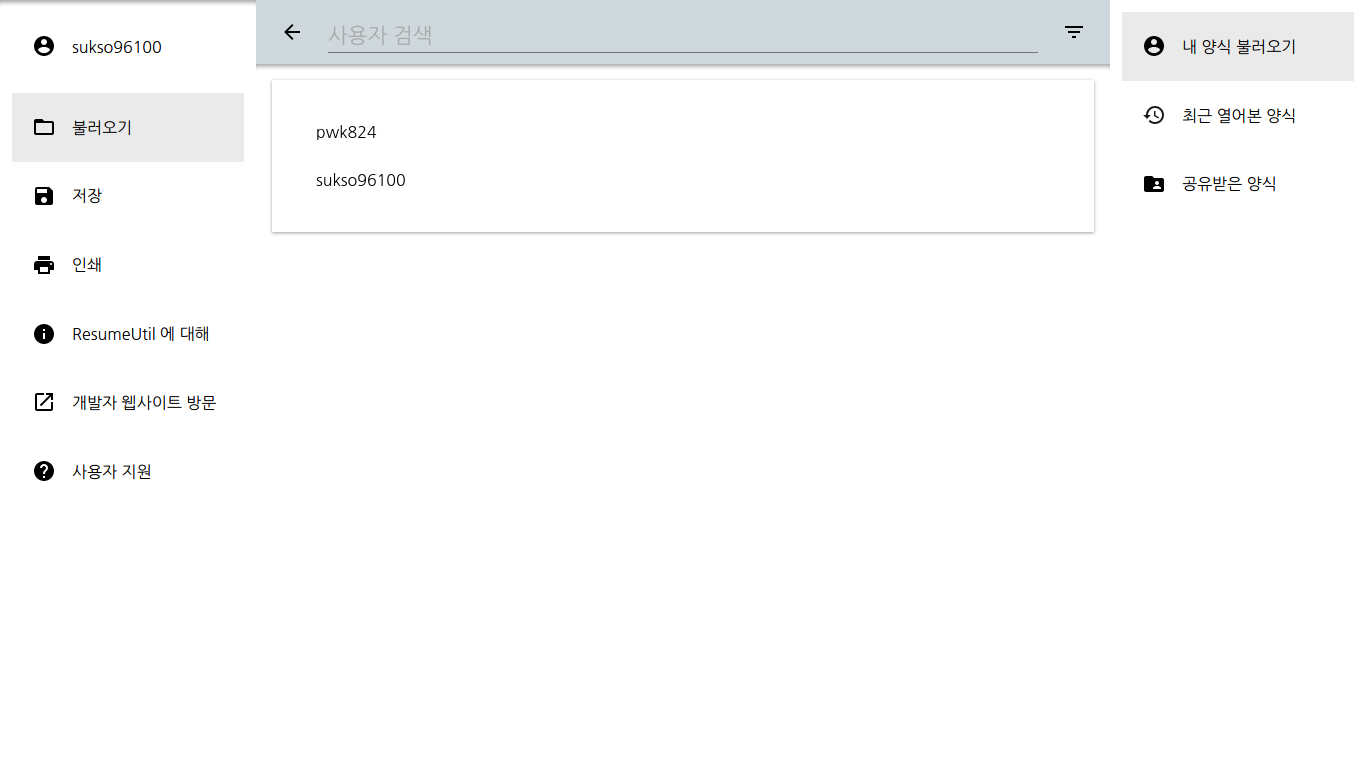 sukso96100
불러오기
저장
인쇄
ResumeUtil 에 대해
개발자 웹사이트 방문
사용자 지원
사용자 검색
pwk824
sukso96100
내 양식 불러오기
최근 열어본 양식
공유받은 양식